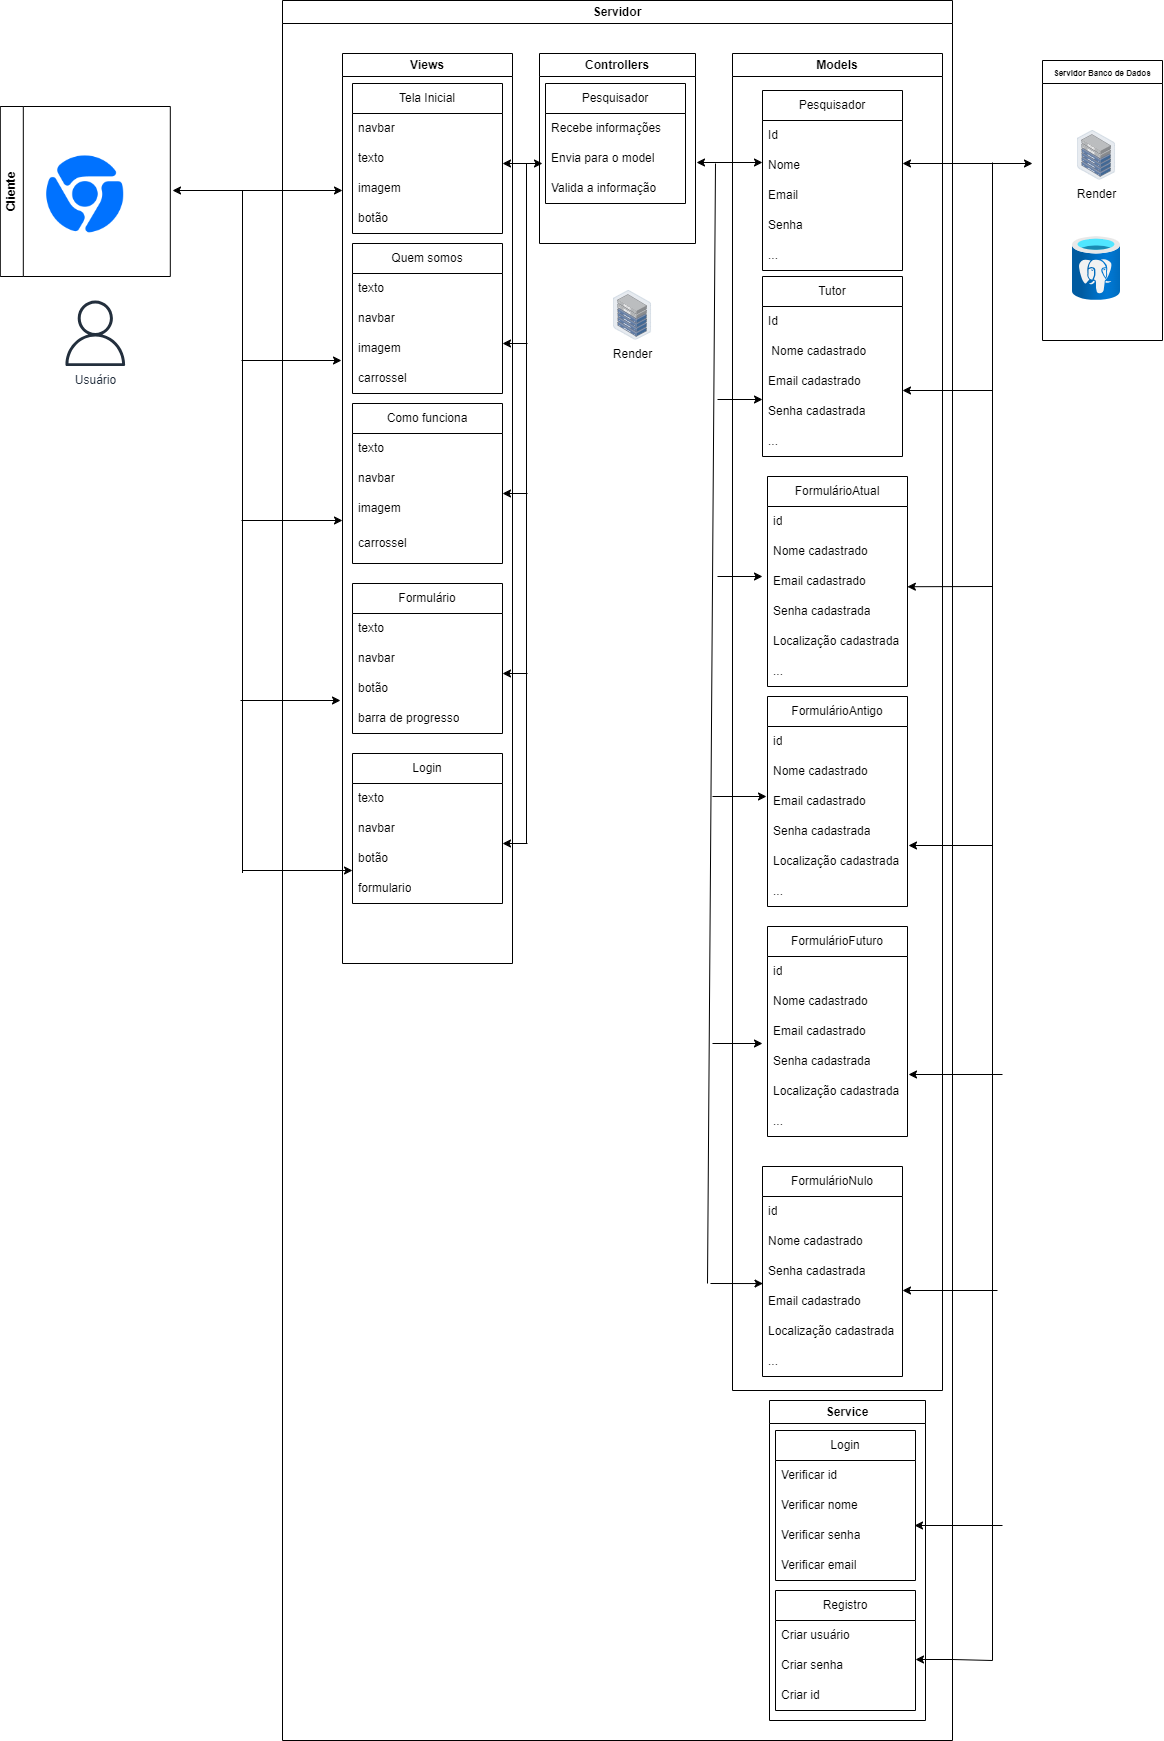 Servidor
Cliente
Usuário
Views
Tela Inicial
navbar
texto
imagem
botão
Quem somos
texto
navbar
imagem
carrossel
Como funciona
texto
navbar
imagem
carrossel
Formulário
texto
navbar
botão
barra de progresso
Login
texto
navbar
botão
formulario
Controllers
Pesquisador
Recebe informações
Envia para o model
Valida a informação
Render
Models
Pesquisador
Id
Nome
Email
Senha
...
Tutor
Id
Nome cadastrado
Email cadastrado
Senha cadastrada
...
FormulárioAtual
id
Nome cadastrado
Email cadastrado
Senha cadastrada
Localização cadastrada
...
FormulárioAntigo
id
Nome cadastrado
Email cadastrado
Senha cadastrada
Localização cadastrada
...
FormulárioFuturo
id
Nome cadastrado
Email cadastrado
Senha cadastrada
Localização cadastrada
...
FormulárioNulo
id
Nome cadastrado
Senha cadastrada
Email cadastrado
Localização cadastrada
...
Service
Login
Verificar id
Verificar nome
Verificar senha
Verificar email
Registro
Criar usuário
Criar senha
Criar id
Servidor Banco de Dados
Render